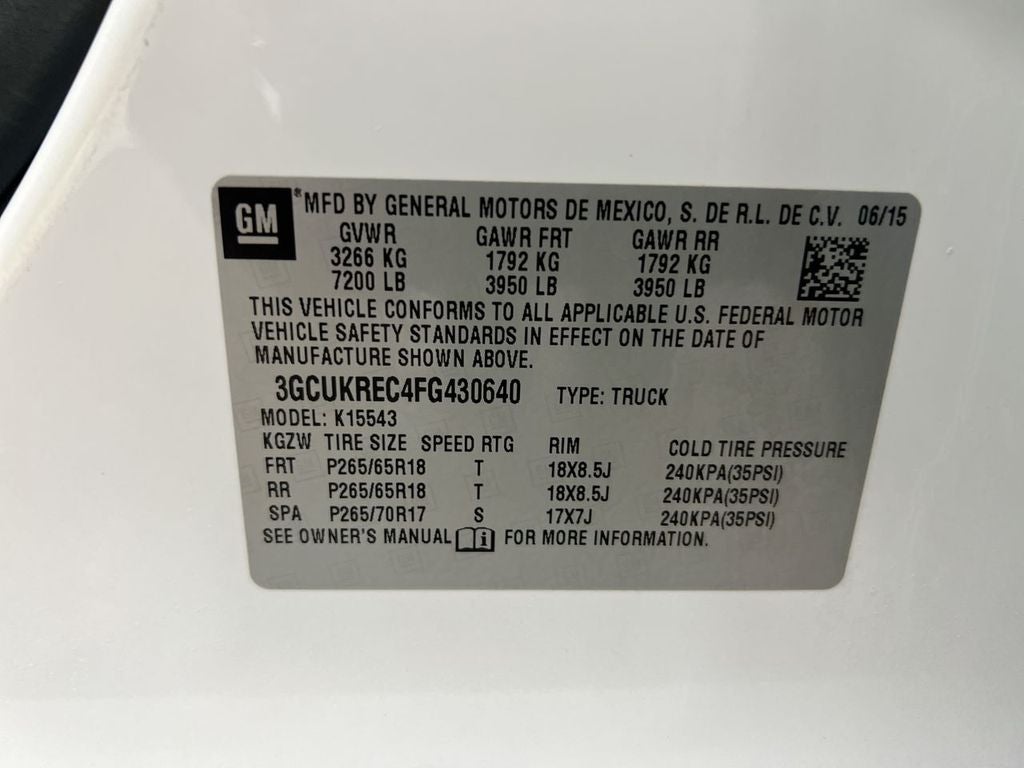 GM
® MFD BY GENERAL MOTORS DE MEXICO, S. DE R.L. DE C.V. 06/15
GVWR GAWR FRT GAWR RR
3266 KG 1792 KG 1792 KG
7200 LB 3950 LB 3950 LB
THIS VEHICLE CONFORMS TO ALL APPLICABLE U.S. FEDERAL MOTOR
VEHICLE SAFETY STANDARDS IN EFFECT ON THE DATE OF
MANUFACTURE SHOWN ABOVE.
3GCUKREC4FG430640 TYPE: TRUCK
MODEL: K15543
KGZW TIRE SIZE SPEED RTG RIM COLD TIRE PRESSURE
FRT P265/65R18 T 18X8.5J 240KPA(35PSI)
RR P265/65R18 T 18X8.5J 240KPA(35PSI)
SPA P265/70R17 S 17X7J 240KPA(35PSI)
SEE OWNER'S MANUAL i FOR MORE INFORMATION.